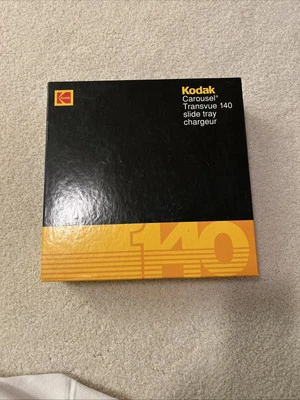 Kodak
Carousel®
Transvue 140
slide tray
chargeur
140